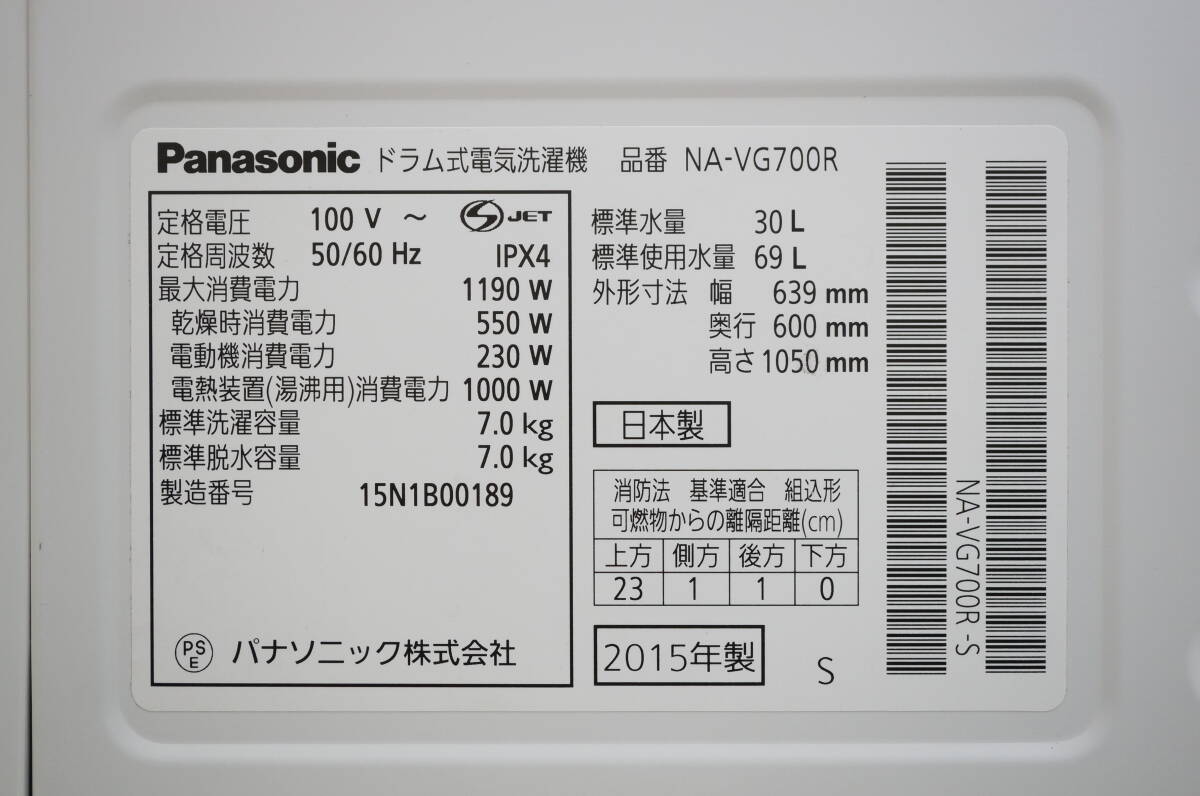 Panasonic ドラム式電気洗濯機 品番 NA-VG700R
定格電圧 100 V ～ JET
定格周波数 50/60 Hz IPX4
最大消費電力 1190 W
乾燥時消費電力 550 W
電動機消費電力 230 W
電熱装置(湯沸用)消費電力 1000 W
標準洗濯容量 7.0 kg
標準脱水容量 7.0 kg
製造番号 15N1B00189
PS E パナソニック株式会社
標準水量 30 L
標準使用水量 69 L
外形寸法 幅 639 mm
奥行 600 mm
高さ 1050 mm
日本製
消防法 基準適合 組込形
可燃物からの離隔距離(cm)
上方 側方 後方 下方
23 1 1 0
2015年製 S
NA-VG700R -S